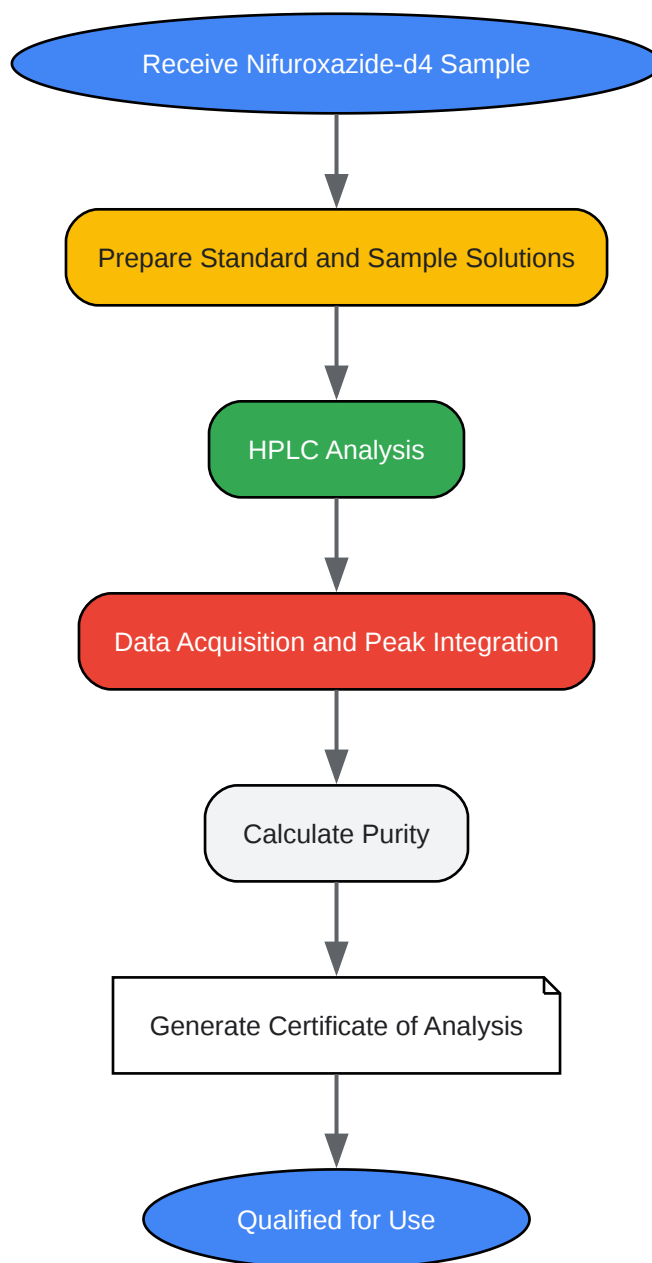 Receive Nifuroxazide-d4 Sample
Prepare Standard and Sample Solutions
HPLC Analysis
Data Acquisition and Peak Integration
Calculate Purity
Generate Certificate of Analysis
Qualified for Use